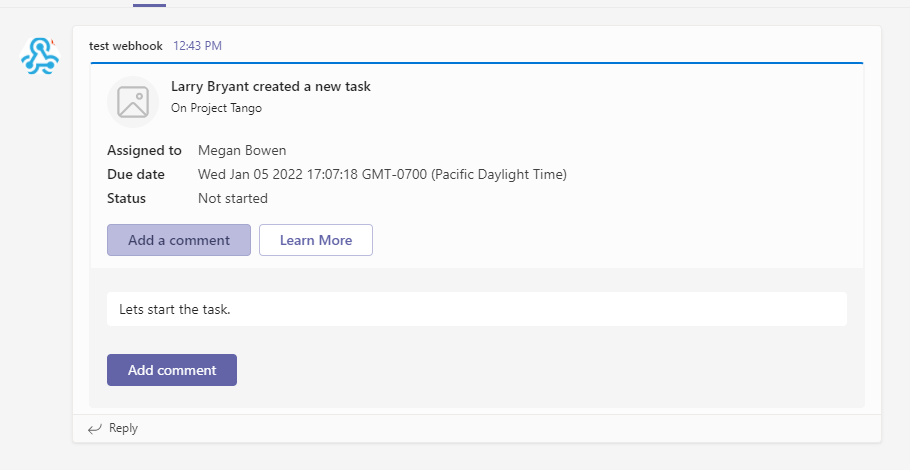 test webhook 12:43 PM
Larry Bryant created a new task
On Project Tango
Assigned to Megan Bowen
Due date Wed Jan 05 2022 17:07:18 GMT-0700 (Pacific Daylight Time)
Status Not started
Add a comment Learn More
Lets start the task.
Add comment
Reply